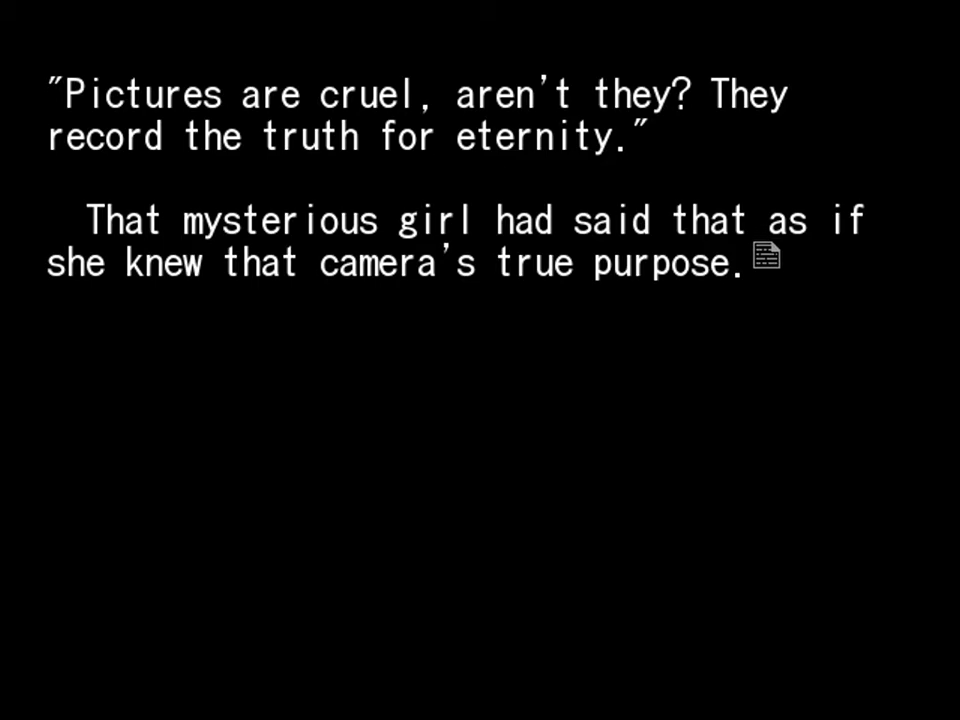 "Pictures are cruel, aren't they? They
record the truth for eternity."
That mysterious girl had said that as if
she knew that camera's true purpose.